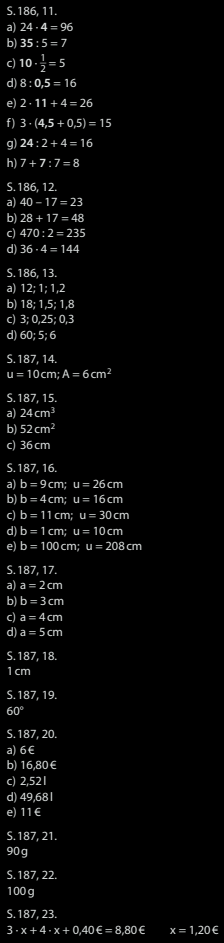 S. 186, 11.
a) 24 · 4 = 96
b) 35 : 5 = 7
c) 10 · 1/2 = 5
d) 8 : 0,5 = 16
e) 2 · 11 + 4 = 26
f) 3 · (4,5 + 0,5) = 15
g) 24 : 2 + 4 = 16
h) 7 + 7 : 7 = 8
S. 186, 12.
a) 40 – 17 = 23
b) 28 + 17 = 48
c) 470 : 2 = 235
d) 36 · 4 = 144
S. 186, 13.
a) 12; 1; 1,2
b) 18; 1,5; 1,8
c) 3; 0,25; 0,3
d) 60; 5; 6
S. 187, 14.
u = 10 cm; A = 6 cm²
S. 187, 15.
a) 24 cm³
b) 52 cm²
c) 36 cm
S. 187, 16.
a) b = 9 cm; u = 26 cm
b) b = 4 cm; u = 16 cm
c) b = 11 cm; u = 30 cm
d) b = 1 cm; u = 10 cm
e) b = 100 cm; u = 208 cm
S. 187, 17.
a) a = 2 cm
b) b = 3 cm
c) a = 4 cm
d) a = 5 cm
S. 187, 18.
1 cm
S. 187, 19.
60°
S. 187, 20.
a) 6 €
b) 16,80 €
c) 2,52 l
d) 49,68 l
e) 11 €
S. 187, 21.
90 g
S. 187, 22.
100 g
S. 187, 23.
3 · x + 4 · x + 0,40 € = 8,80 € x = 1,20 €